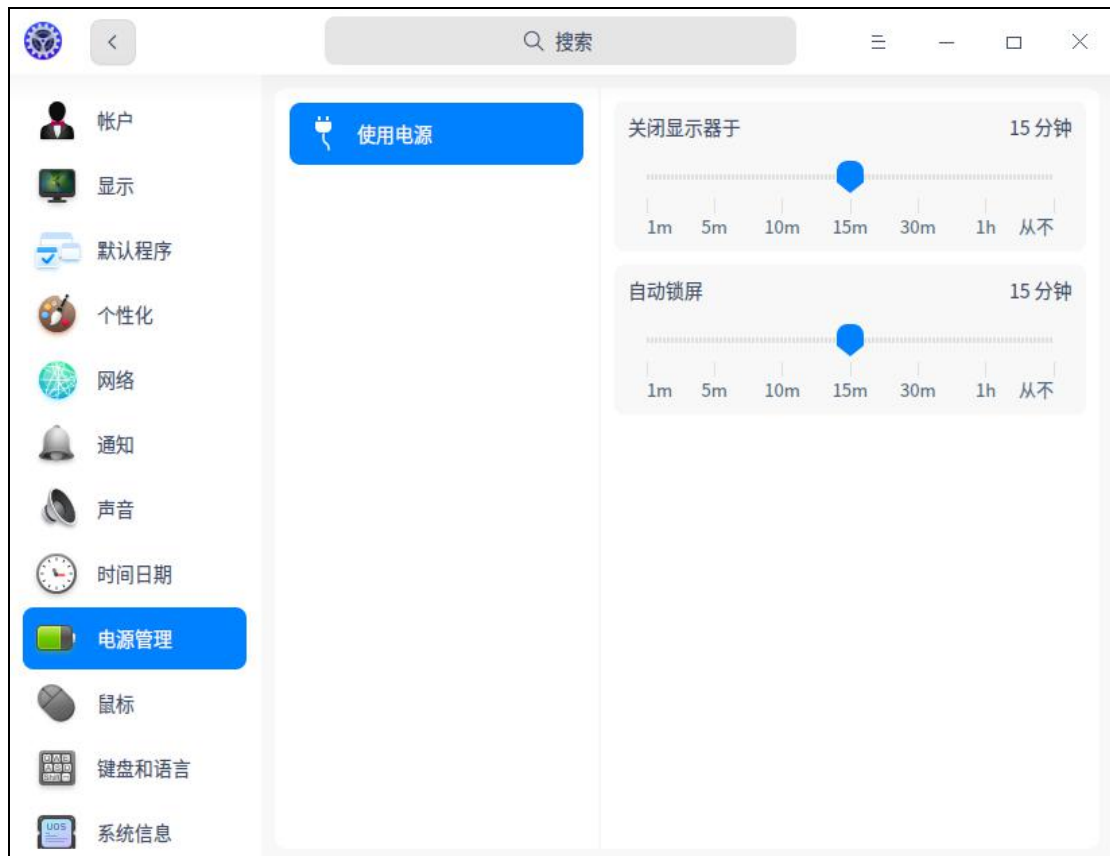 搜索
帐户
显示
默认程序
个性化
网络
通知
声音
时间日期
电源管理
鼠标
键盘和语言
UOS
系统信息
使用电源
关闭显示器于 15 分钟
1m 5m 10m 15m 30m 1h 从不
自动锁屏 15 分钟
1m 5m 10m 15m 30m 1h 从不